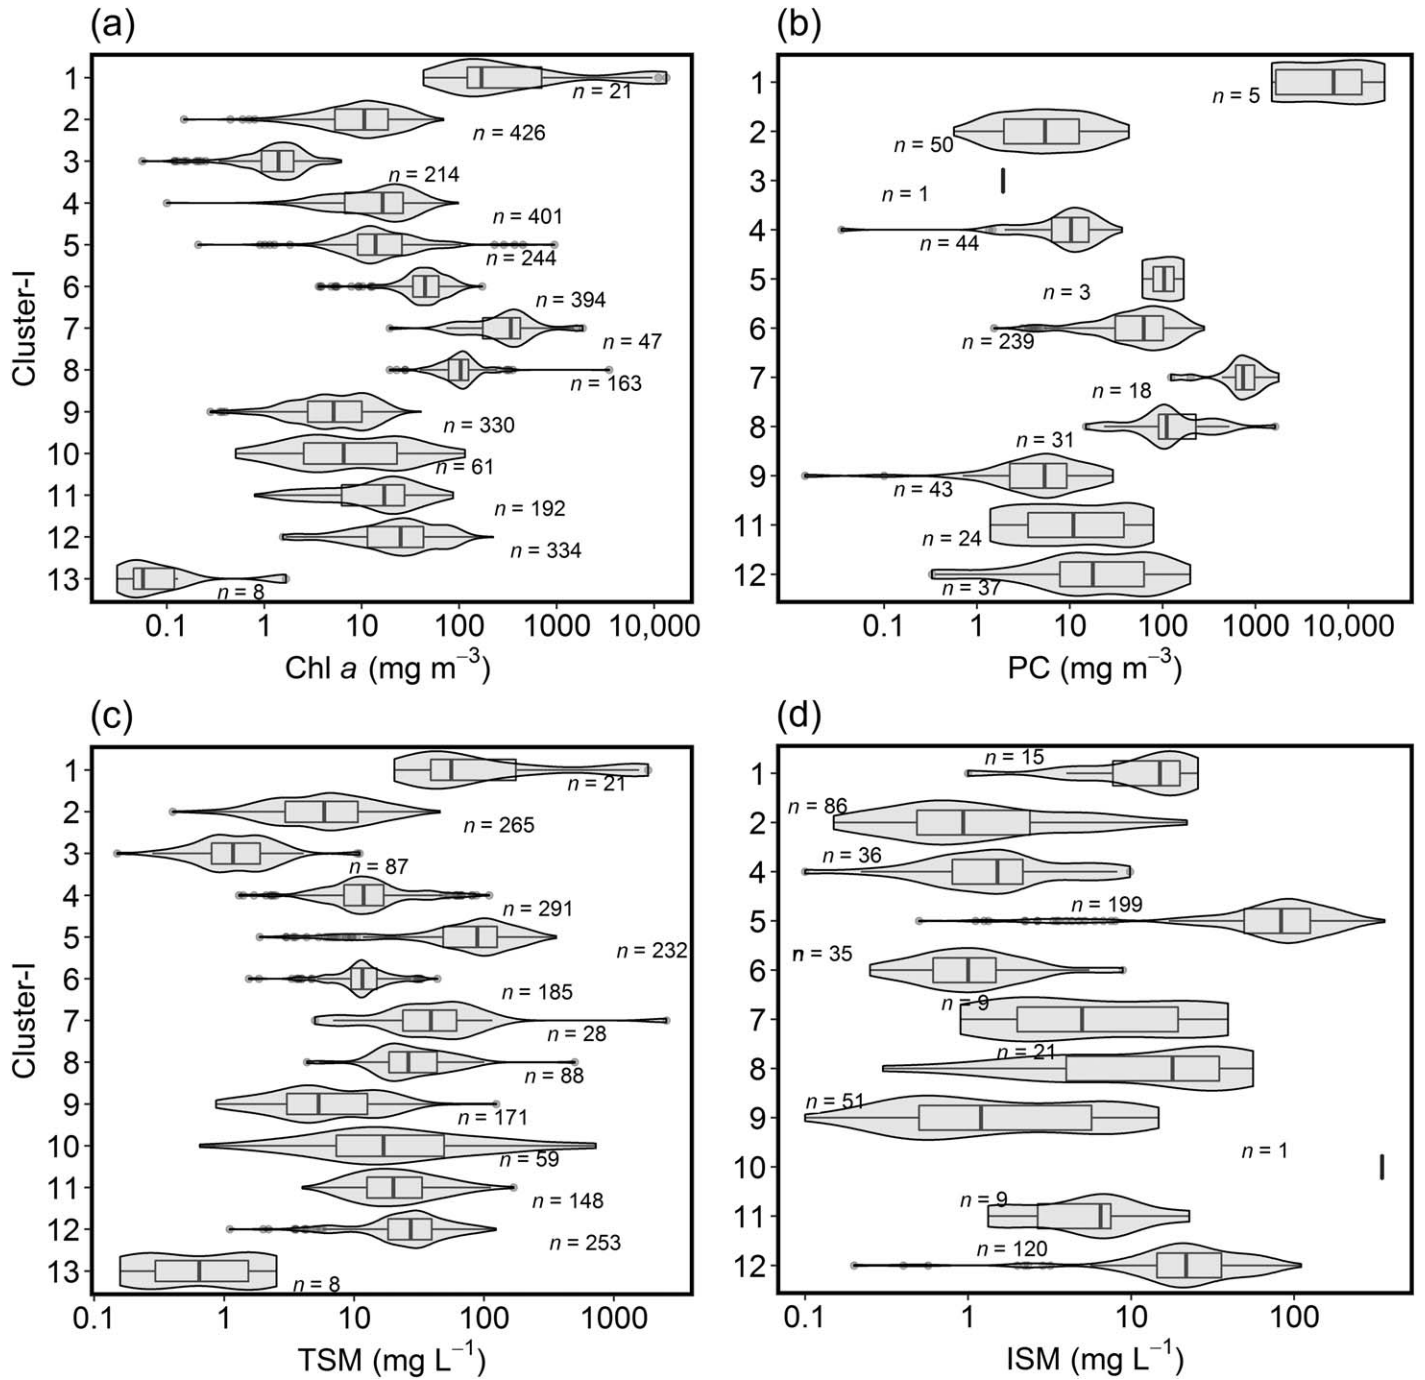 (a)
Cluster-I
1
2
3
4
5
6
7
8
9
10
11
12
13
n = 21
n = 426
n = 214
n = 401
n = 244
n = 394
n = 47
n = 163
n = 330
n = 61
n = 192
n = 334
n = 8
0.1 1 10 100 1000 10,000
Chl a (mg m−3)
(b)
1
2
3
4
5
6
7
8
9
11
12
n = 5
n = 50
n = 1
n = 44
n = 3
n = 239
n = 18
n = 31
n = 43
n = 24
n = 37
0.1 1 10 100 1000 10,000
PC (mg m−3)
(c)
Cluster-I
1
2
3
4
5
6
7
8
9
10
11
12
13
n = 21
n = 265
n = 87
n = 291
n = 232
n = 185
n = 28
n = 88
n = 171
n = 59
n = 148
n = 253
n = 8
0.1 1 10 100 1000
TSM (mg L−1)
(d)
1
2
4
5
6
7
8
9
10
11
12
n = 15
n = 86
n = 36
n = 199
n = 35
n = 9
n = 21
n = 51
n = 1
n = 9
n = 120
0.1 1 10 100
ISM (mg L−1)